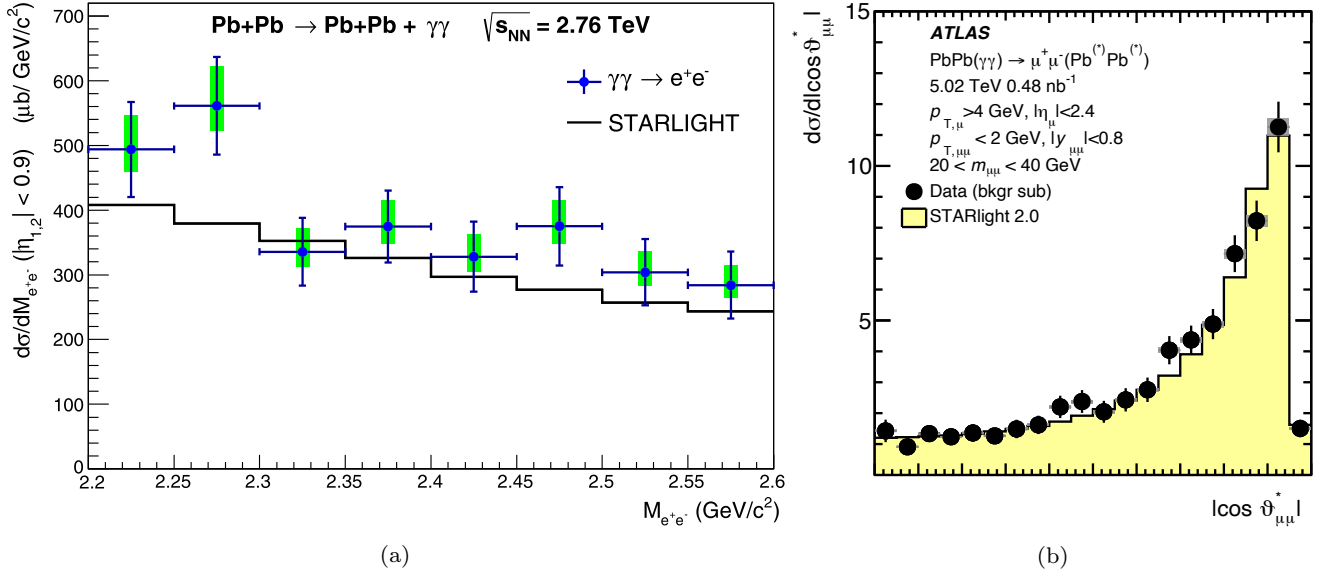 Pb+Pb → Pb+Pb + γγ √s_NN = 2.76 TeV
γγ → e⁺e⁻
STARLIGHT
dσ/dM_e⁺e⁻ (|η_1,2| < 0.9) (μb/ GeV/c²)
700
600
500
400
300
200
100
0
2.2 2.25 2.3 2.35 2.4 2.45 2.5 2.55 2.6
M_e⁺e⁻ (GeV/c²)
(a)
dσ/d|cosϑ*_μμ|
15
10
5
ATLAS
PbPb(γγ) → μ⁺μ⁻(Pb^(*)Pb^(*))
5.02 TeV 0.48 nb⁻¹
p_T,μ >4 GeV, |η_μ|<2.4
p_T,μμ < 2 GeV, |y_μμ|<0.8
20 < m_μμ < 40 GeV
Data (bkgr sub)
STARlight 2.0
|cos ϑ*_μμ|
(b)